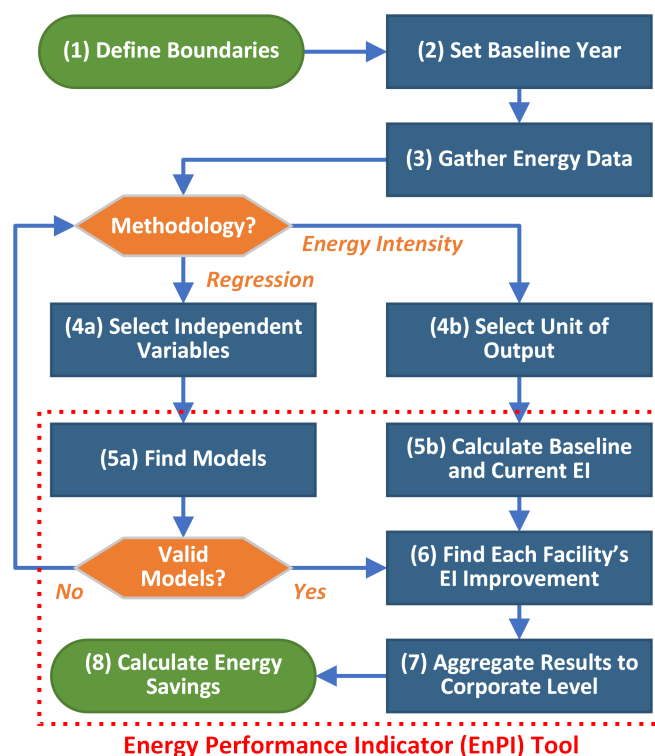 (1) Define Boundaries
(2) Set Baseline Year
(3) Gather Energy Data
Methodology?
Energy Intensity
Regression
(4a) Select Independent
Variables
(4b) Select Unit of
Output
(5a) Find Models
(5b) Calculate Baseline
and Current EI
Valid
Models?
No
Yes
(6) Find Each Facility’s
EI Improvement
(7) Aggregate Results to
Corporate Level
(8) Calculate Energy
Savings
Energy Performance Indicator (EnPI) Tool